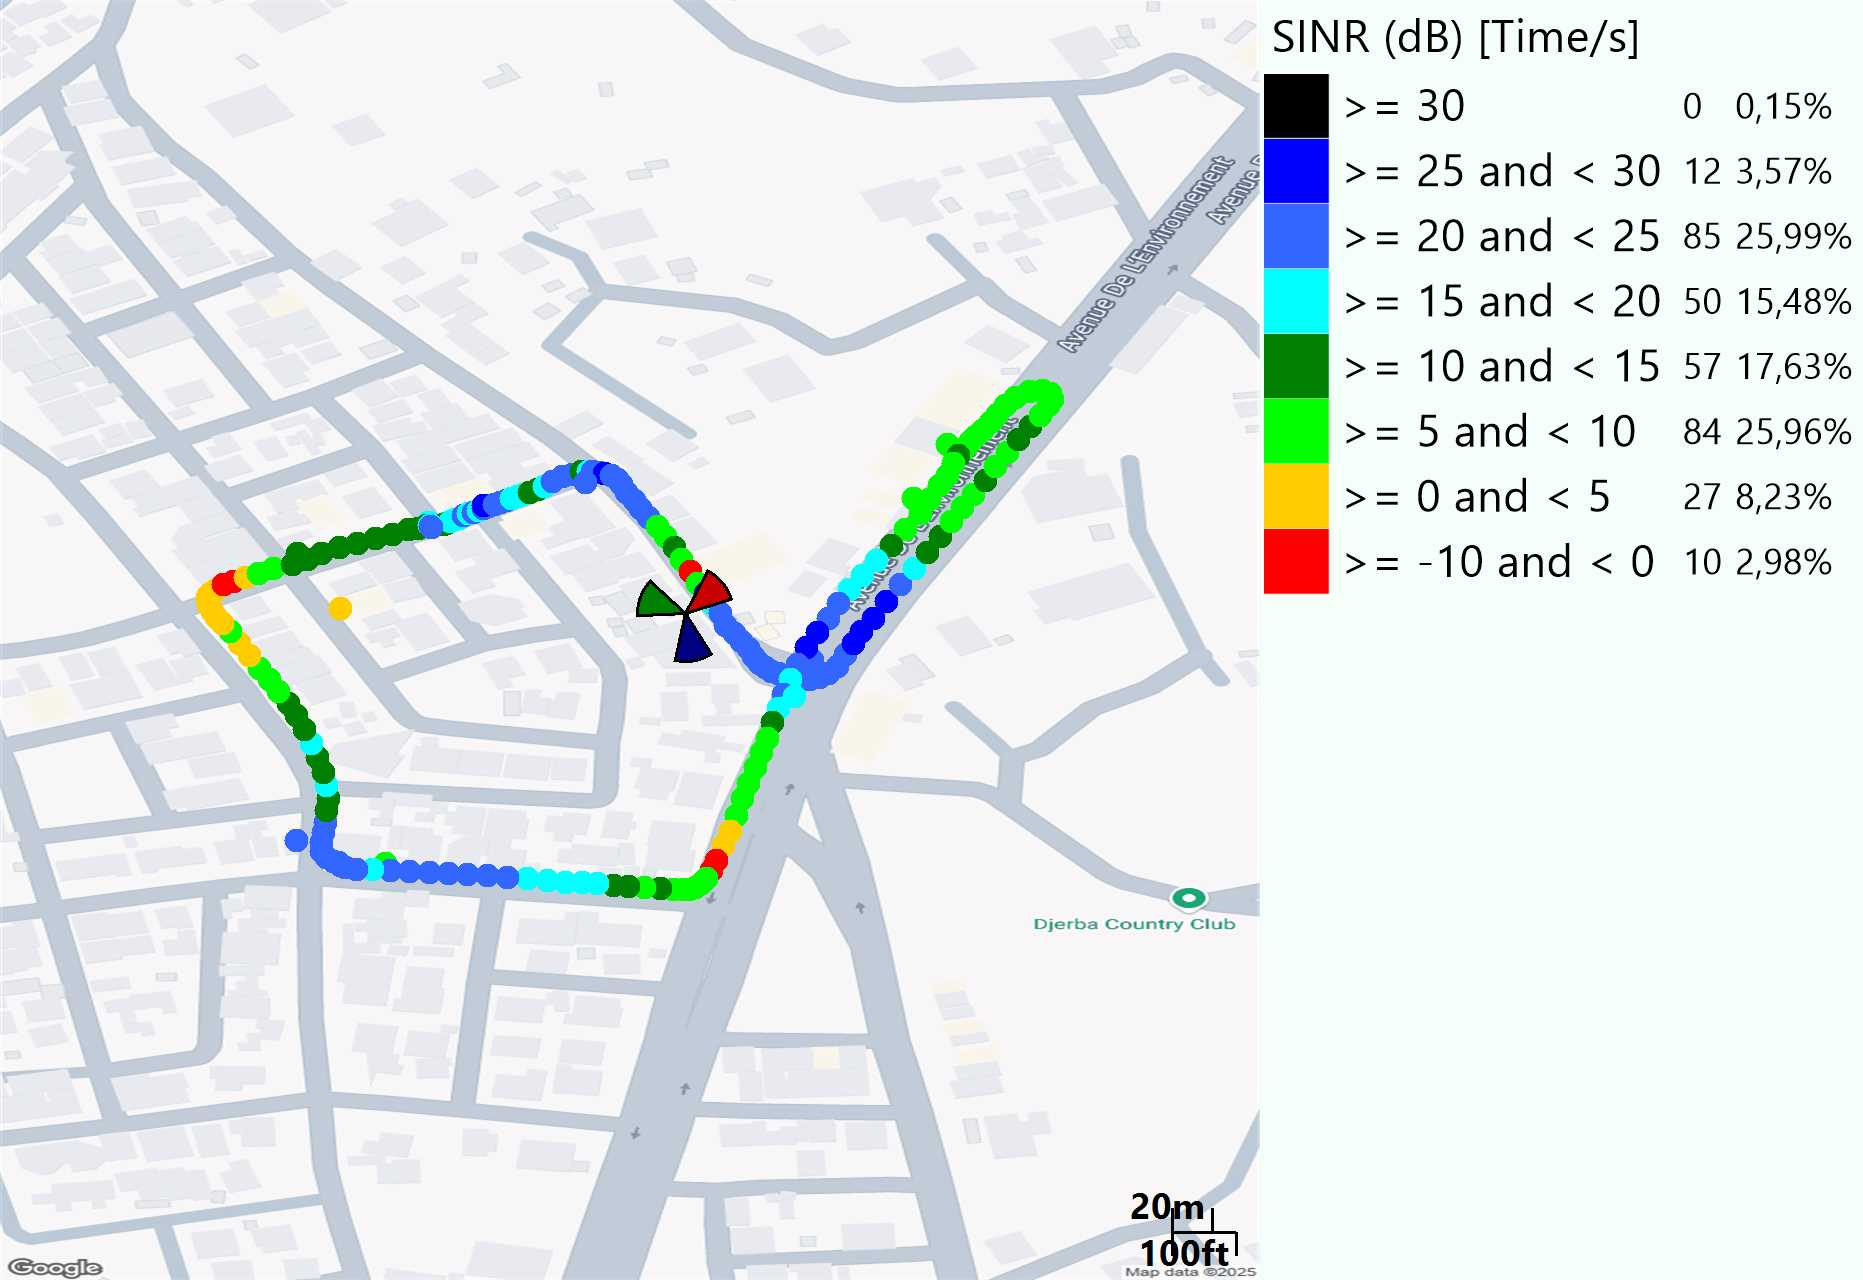 SINR (dB) [Time/s]
>= 30 0 0,15%
>= 25 and < 30 12 3,57%
>= 20 and < 25 85 25,99%
>= 15 and < 20 50 15,48%
>= 10 and < 15 57 17,63%
>= 5 and < 10 84 25,96%
>= 0 and < 5 27 8,23%
>= -10 and < 0 10 2,98%
Avenue De L'Environnement
Avenue
Djerba Country Club
20m
100ft
Google
Map data ©2025